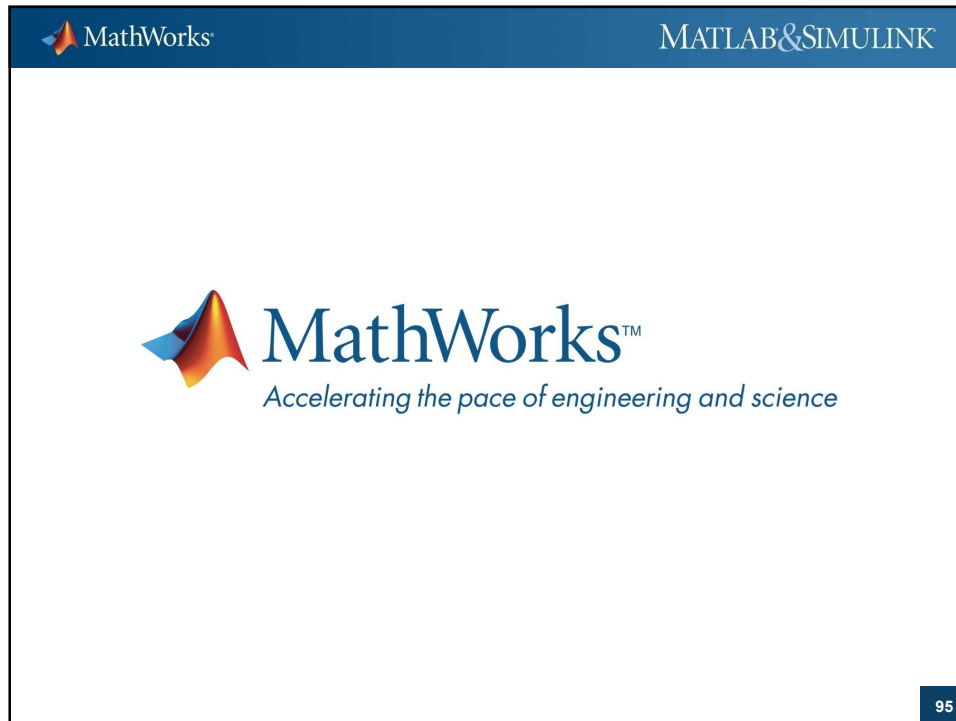 MathWorks®
MATLAB®&SIMULINK®
MathWorks™
Accelerating the pace of engineering and science
95